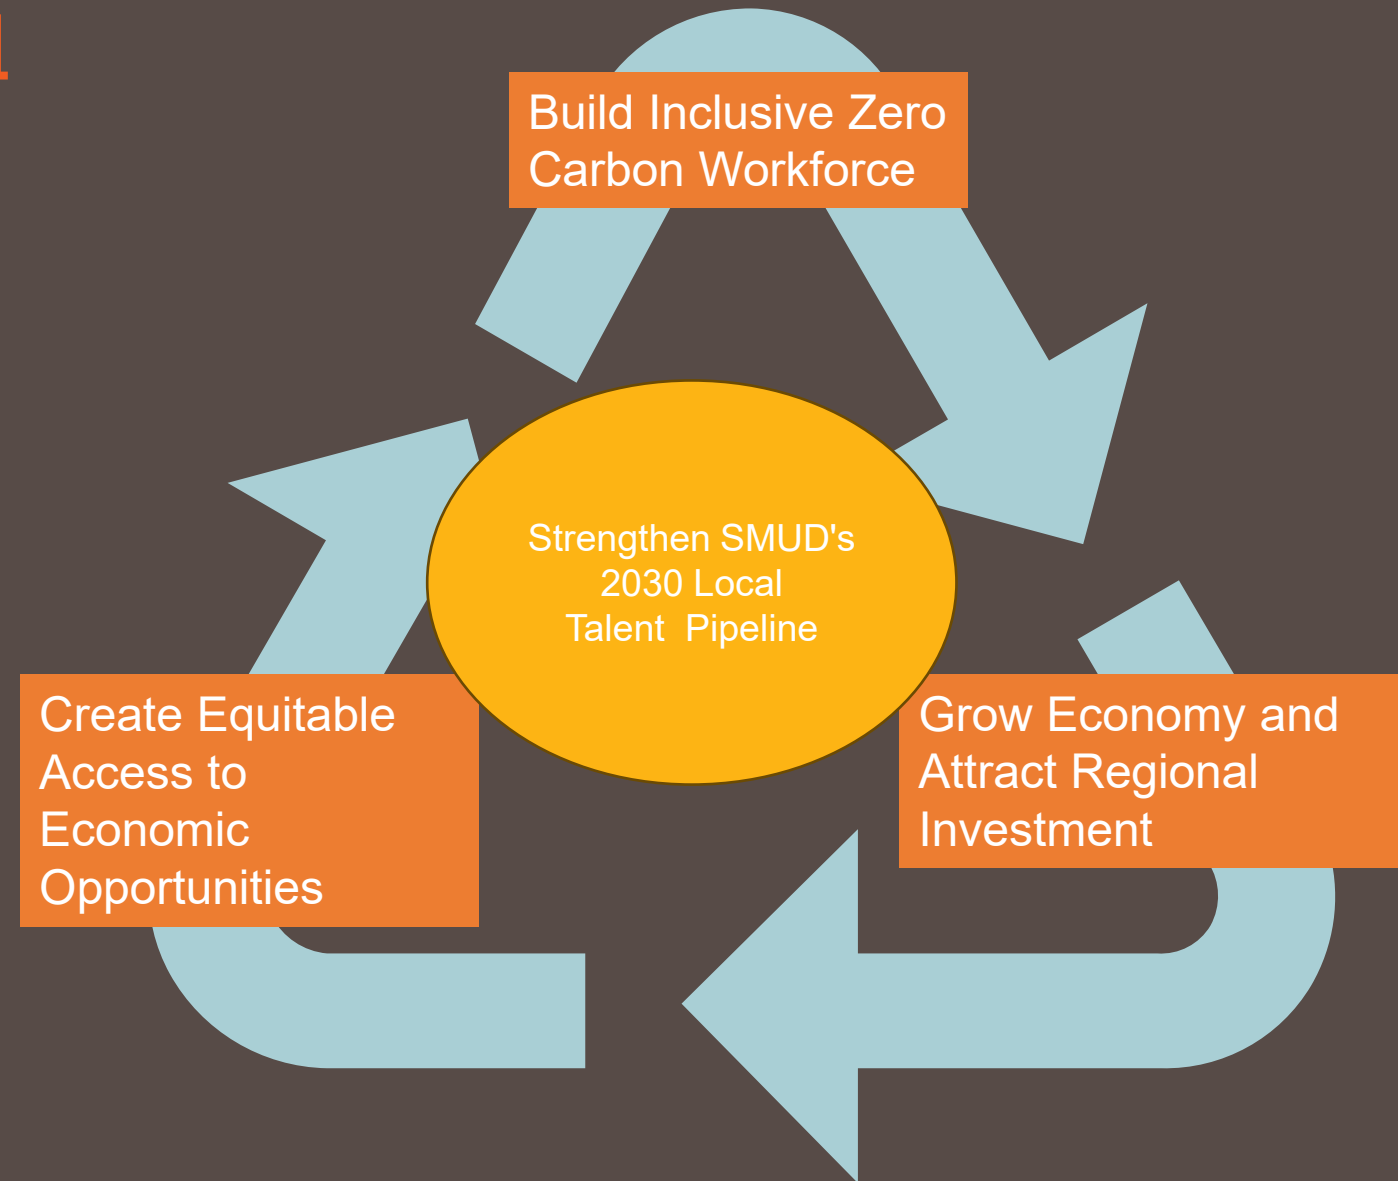 Build Inclusive Zero
Carbon Workforce
Strengthen SMUD's
2030 Local
Talent  Pipeline
Create Equitable
Access to
Economic
Opportunities
Grow Economy and
Attract Regional
Investment